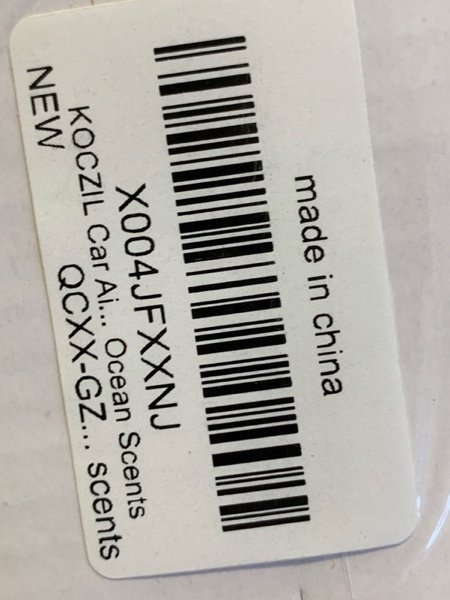 made in china
X004JFXXNJ
KOCZIL Car Ai... Ocean Scents
NEW
QCXX-GZ... scents